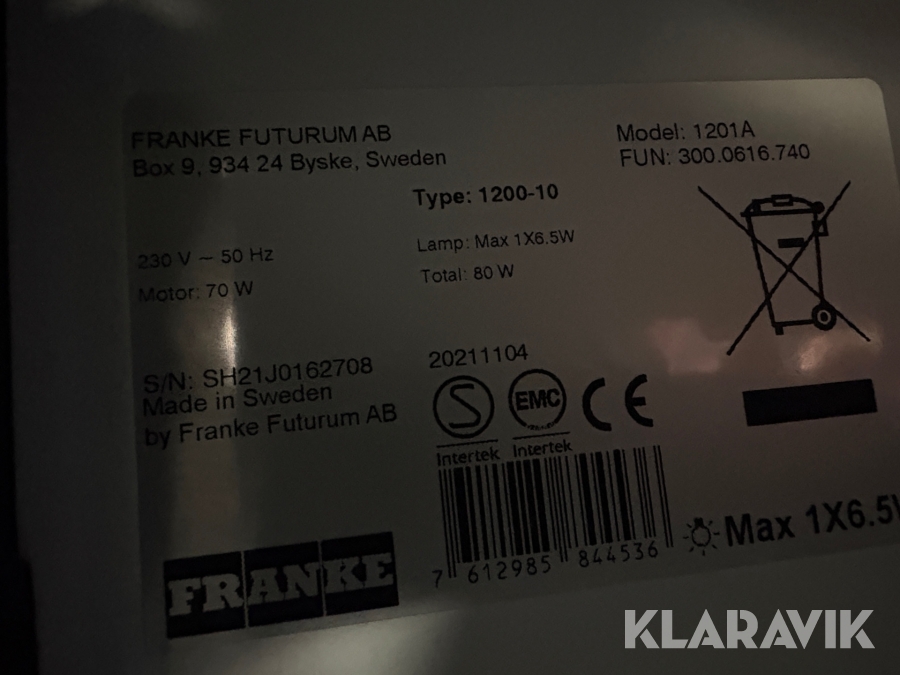 FRANKE FUTURUM AB
Box 9, 934 24 Byske, Sweden
Model: 1201A
FUN: 300.0616.740
Type: 1200-10
230 V ~ 50 Hz
Lamp: Max 1X6.5W
Motor: 70 W
Total: 80 W
20211104
S/N: SH21J0162708
Made in Sweden
by Franke Futurum AB
S
EMC
CE
Intertek
Intertek
7 612985 844536
Max 1X6.5W
FRANKE
KLARAVIK